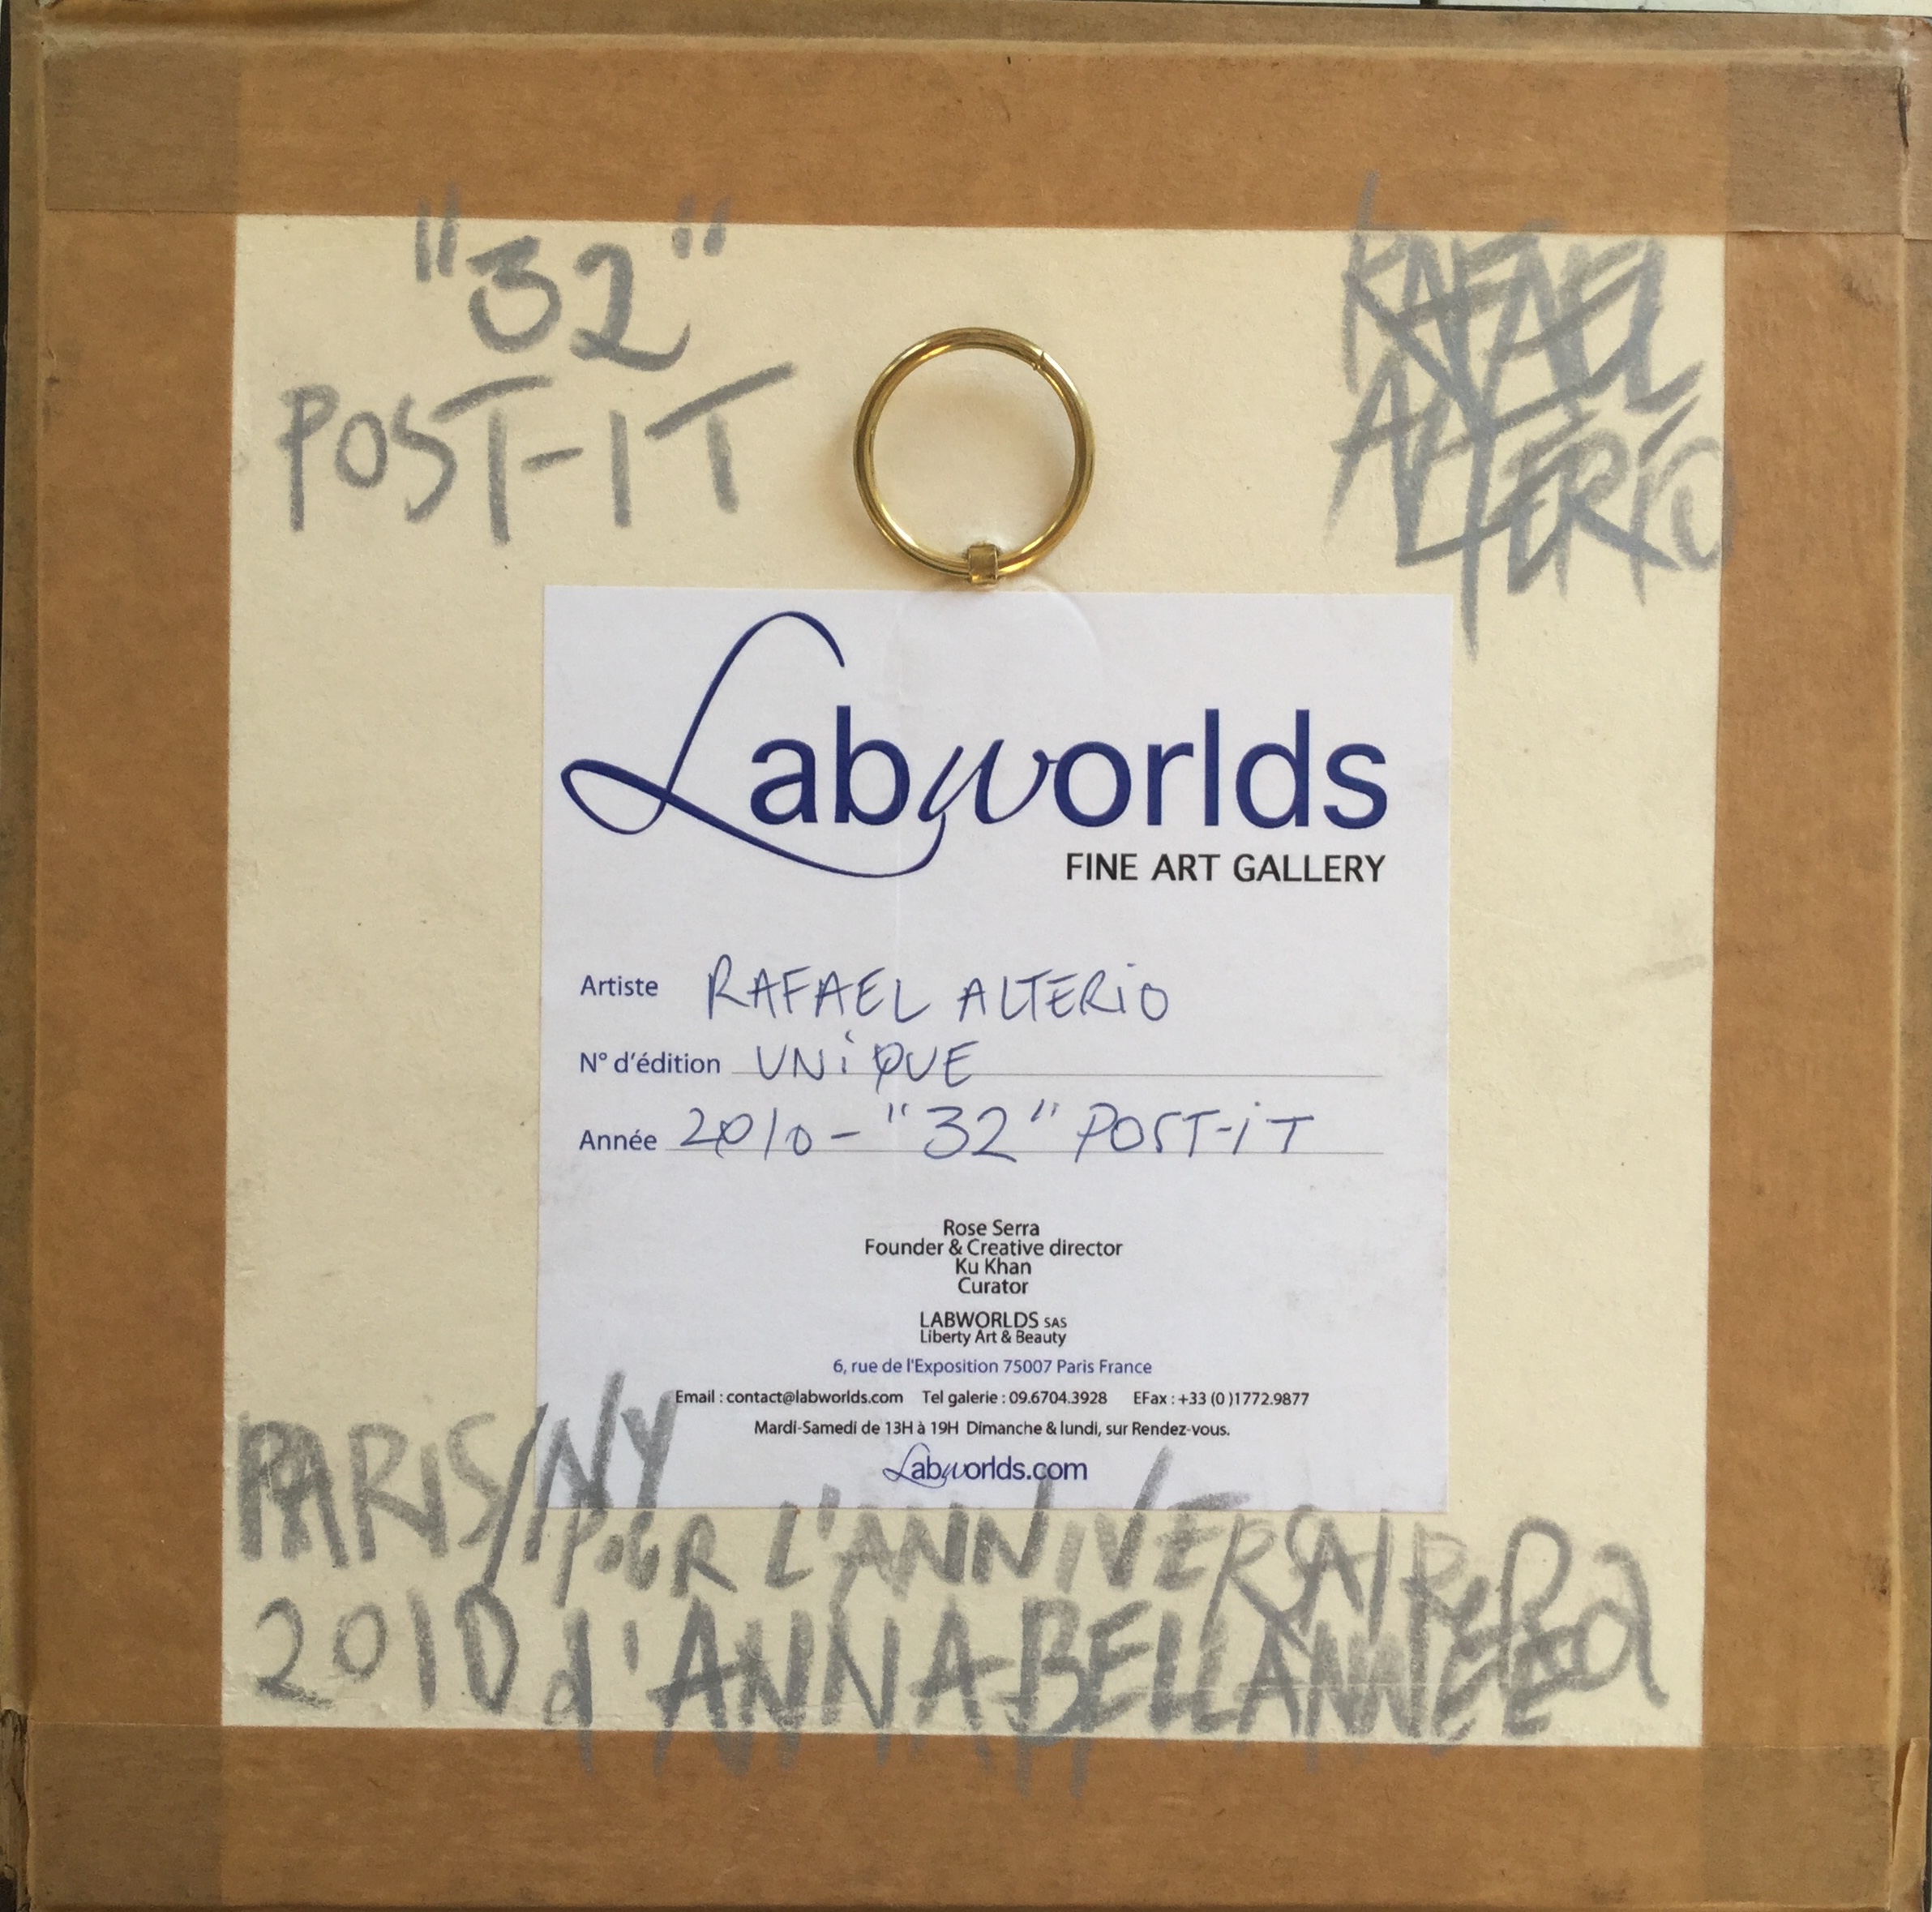 "32"
POST-IT
RAFAEL
ALTERIO
Labworlds
FINE ART GALLERY
Artiste RAFAEL ALTERiO
N° d'édition UNiQUE
Année 2010 - "32" POST-iT
Rose Serra
Founder & Creative director
Ku Khan
Curator
LABWORLDS SAS
Liberty Art & Beauty
6, rue de l'Exposition 75007 Paris France
Email : contact@labworlds.com Tel galerie : 09.6704.3928 EFax : +33 (0 )1772.9877
Mardi-Samedi de 13H à 19H Dimanche & lundi, sur Rendez-vous.
Labworlds.com
PARIS/NY
2010
POUR L'ANNIVERSAIRE
d'ANNABELL